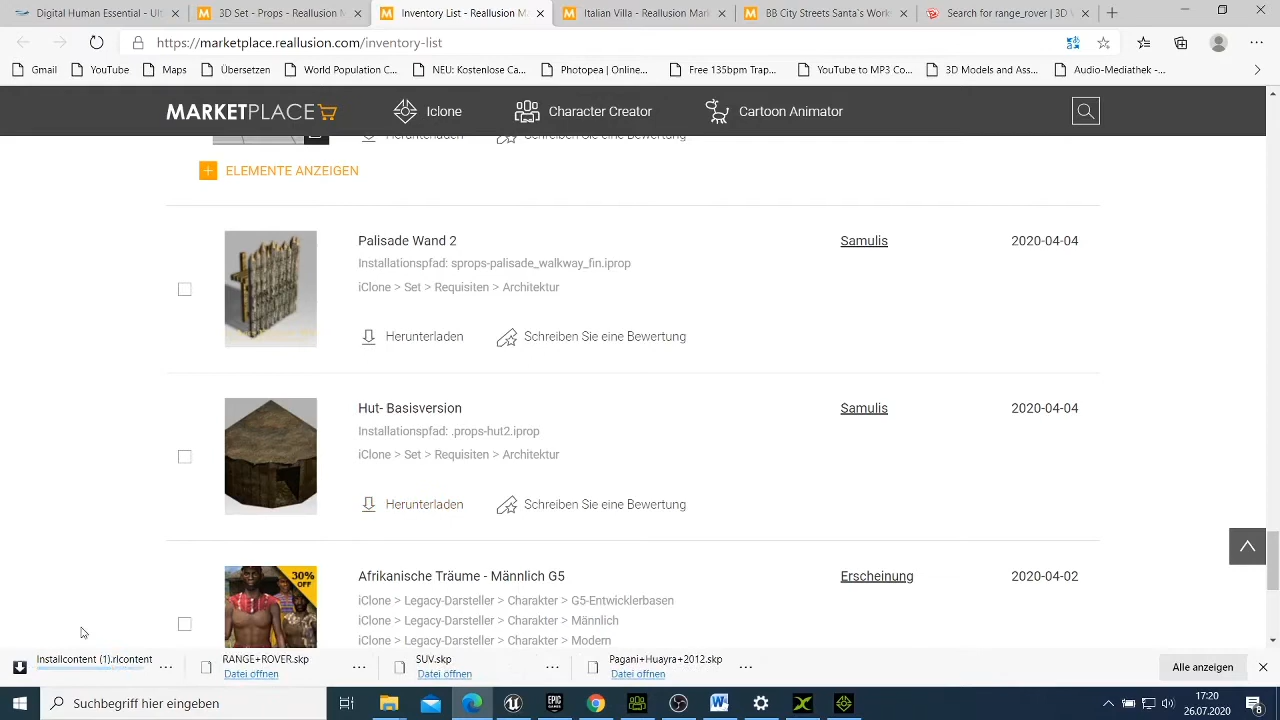 Digital Human Essential - Ult
3D Set - Props - Reallusion M
Inventory List - Reallusion M
Italian Villa - Reallusion Mark
BB City Streets Santa`s Works
Search for range_rover | 3D V
https://marketplace.reallusion.com/inventory-list
Gmail
YouTube
Maps
Übersetzen
World Population C...
NEU: Kostenlose Ca...
Photopea | Online...
Free 135bpm Trap...
YouTube to MP3 Co...
3D Models and Ass...
Audio-Mediathek -...
MARKETPLACE
Iclone
Character Creator
Cartoon Animator
Herunterladen
Schreiben Sie eine Bewertung
ELEMENTE ANZEIGEN
Palisade Wand 2
Samulis
2020-04-04
Installationspfad: sprops-palisade_walkway_fin.iprop
iClone > Set > Requisiten > Architektur
Herunterladen
Schreiben Sie eine Bewertung
Hut- Basisversion
Samulis
2020-04-04
Installationspfad: .props-hut2.iprop
iClone > Set > Requisiten > Architektur
Herunterladen
Schreiben Sie eine Bewertung
30% OFF
Afrikanische Träume - Männlich G5
Erscheinung
2020-04-02
iClone > Legacy-Darsteller > Charakter > G5-Entwicklerbasen
iClone > Legacy-Darsteller > Charakter > Männlich
iClone > Legacy-Darsteller > Charakter > Modern
Installcontent (1).rlcontent
RANGE+ROVER.skp
Datei öffnen
SUV.skp
Datei öffnen
Pagani+Huayra+2012.skp
Datei öffnen
Alle anzeigen
Suchbegriff hier eingeben
17:20
26.07.2020
8